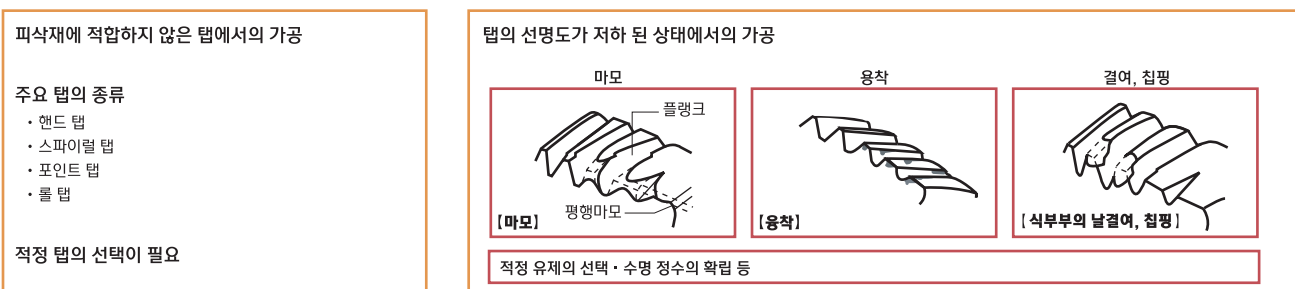 피삭재에 적합하지 않은 탭에서의 가공
주요 탭의 종류
・핸드 탭
・스파이럴 탭
・포인트 탭
・롤 탭
적정 탭의 선택이 필요
탭의 선명도가 저하 된 상태에서의 가공
마모
플랭크
평행마모
【마모】
용착
【용착】
결여, 칩핑
【식부부의 날결여, 칩핑】
적정 유제의 선택・수명 정수의 확립 등